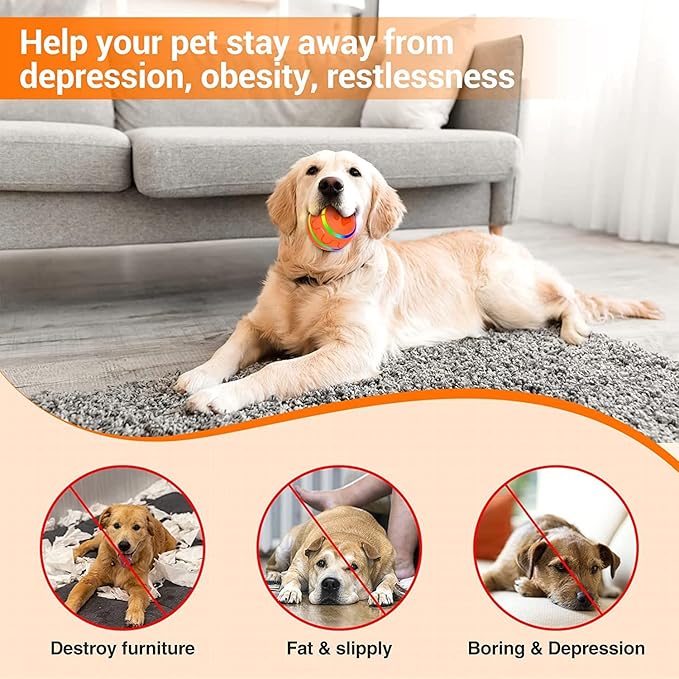 Help your pet stay away from
depression, obesity, restlessness
Destroy furniture
Fat & slipply
Boring & Depression